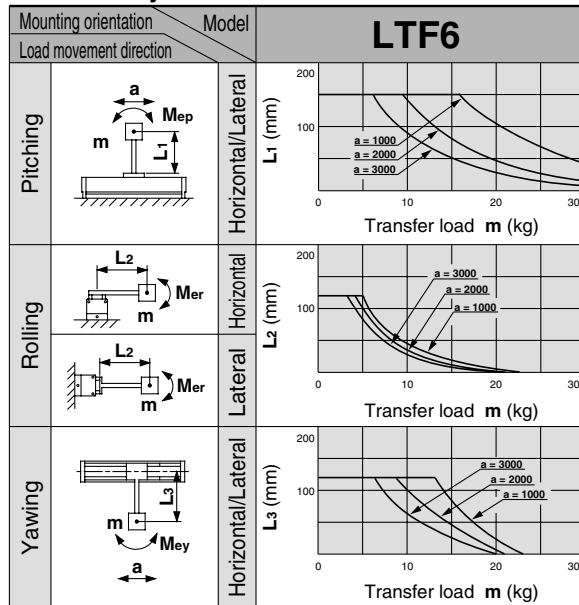 Mounting orientation
Model
Load movement direction
LTF6
Pitching
a
Mep
m
L1
Horizontal/Lateral
L1 (mm)
200
100
a = 1000
a = 2000
a = 3000
0
10
20
30
Transfer load m (kg)
Rolling
L2
Mer
m
Horizontal
L2
Mer
m
Lateral
L2 (mm)
200
100
a = 3000
a = 2000
a = 1000
0
10
20
30
Transfer load m (kg)
Yawing
L3
m
Mey
a
Horizontal/Lateral
L3 (mm)
200
100
a = 3000
a = 2000
a = 1000
0
10
20
30
Transfer load m (kg)